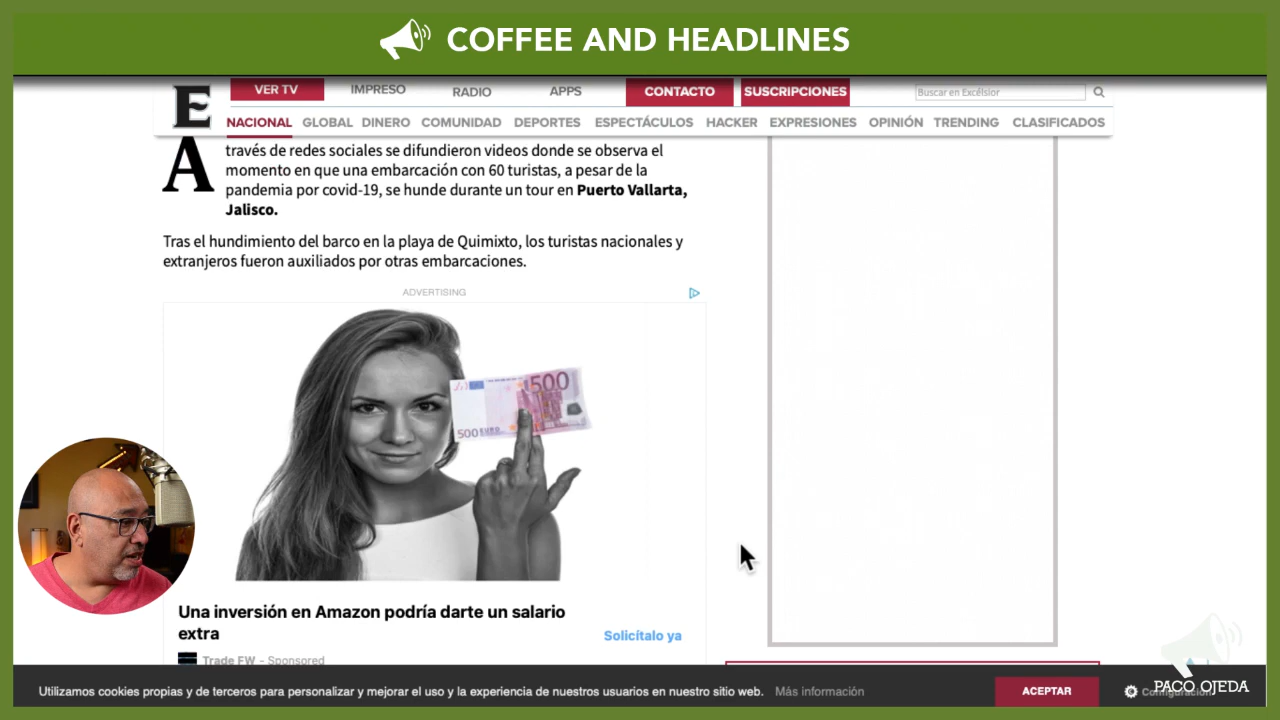 COFFEE AND HEADLINES
E
VER TV IMPRESO RADIO APPS CONTACTO SUSCRIPCIONES Buscar en Excélsior
NACIONAL GLOBAL DINERO COMUNIDAD DEPORTES ESPECTÁCULOS HACKER EXPRESIONES OPINIÓN TRENDING CLASIFICADOS
A través de redes sociales se difundieron videos donde se observa el
momento en que una embarcación con 60 turistas, a pesar de la
pandemia por covid-19, se hunde durante un tour en Puerto Vallarta,
Jalisco.
Tras el hundimiento del barco en la playa de Quimixto, los turistas nacionales y
extranjeros fueron auxiliados por otras embarcaciones.
ADVERTISING
500
500 EURO
Una inversión en Amazon podría darte un salario
extra
Solicítalo ya
Trade FW - Sponsored
Utilizamos cookies propias y de terceros para personalizar y mejorar el uso y la experiencia de nuestros usuarios en nuestro sitio web. Más información ACEPTAR Configuración
PACO OJEDA